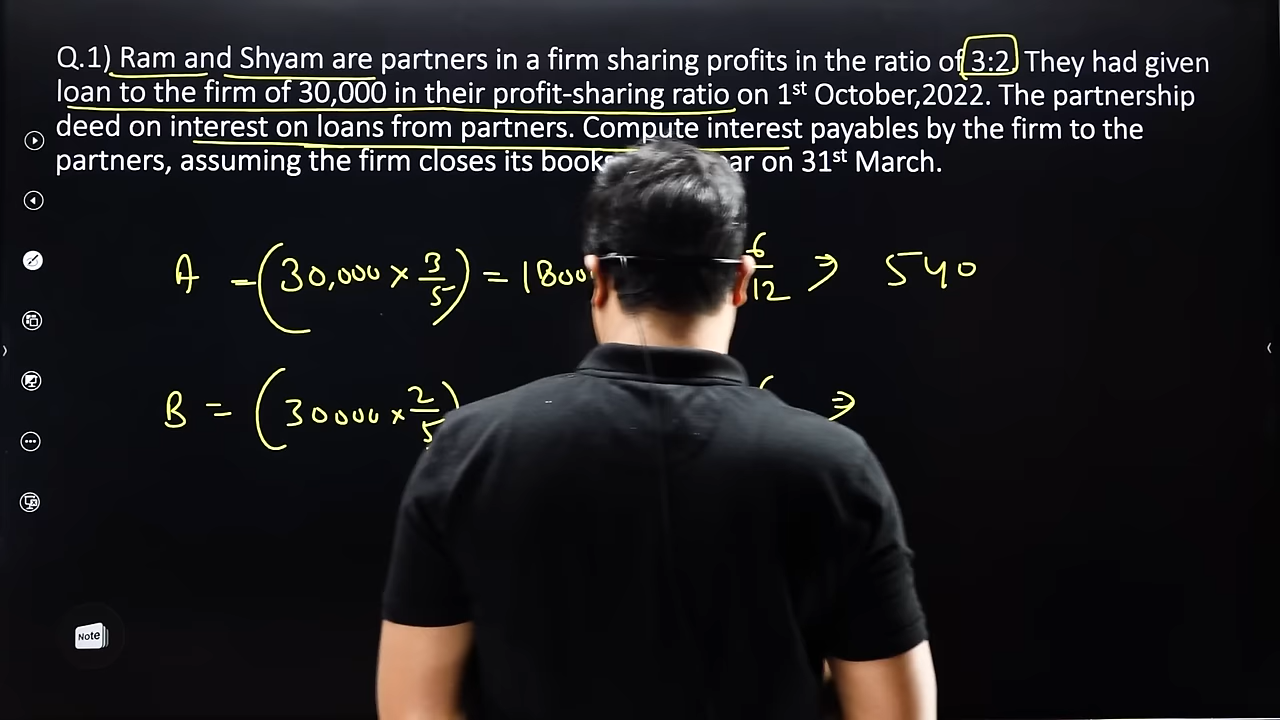 Q.1) Ram and Shyam are partners in a firm sharing profits in the ratio of 3:2. They had given
loan to the firm of 30,000 in their profit-sharing ratio on 1st October,2022. The partnership
deed on interest on loans from partners. Compute interest payables by the firm to the
partners, assuming the firm closes its books on 31st March.
A = (30,000 × 3/5) = 1800 6/12 ⇒ 540
B = (30000 × 2/5) ⇒
Note